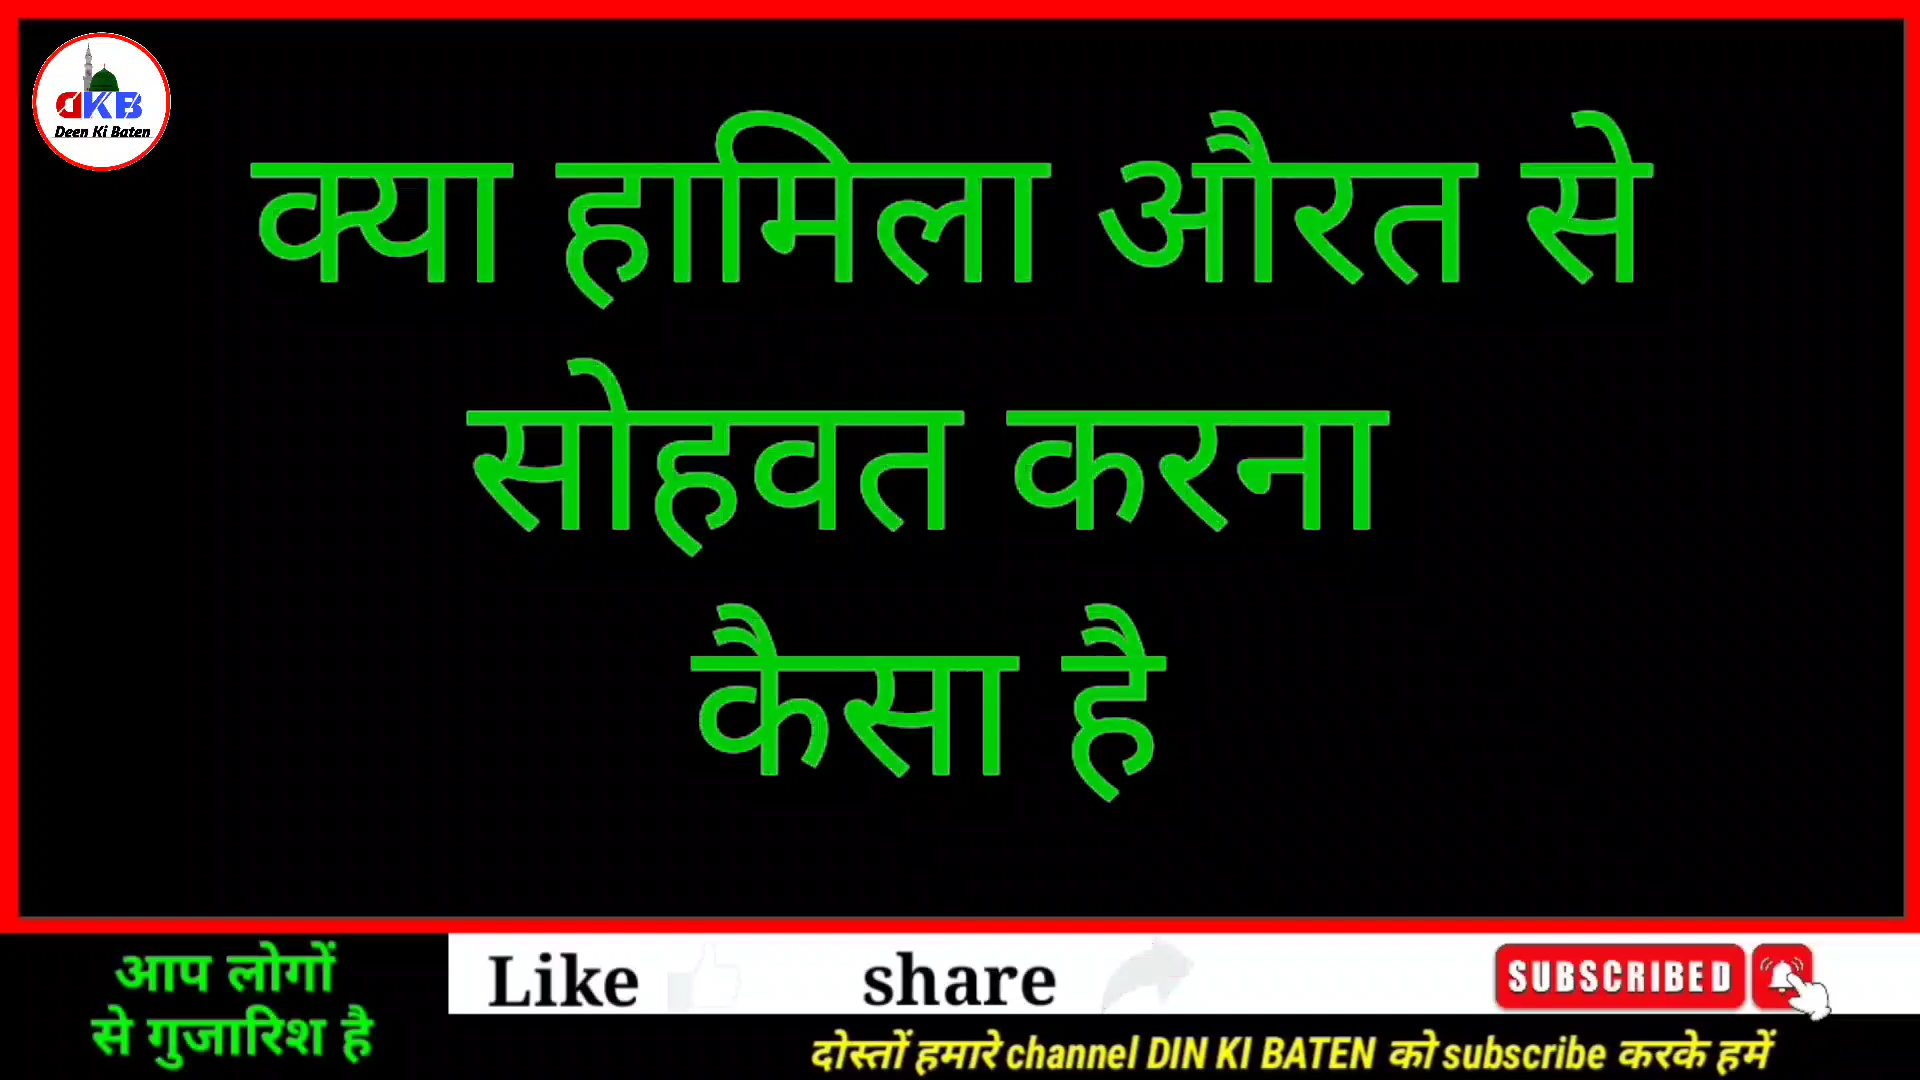 DKB
Deen Ki Baten
क्या हामिला औरत से
सोहवत करना
कैसा है
आप लोगों
से गुजारिश है
Like share SUBSCRIBED
दोस्तों हमारे channel DIN KI BATEN को subscribe करके हमें